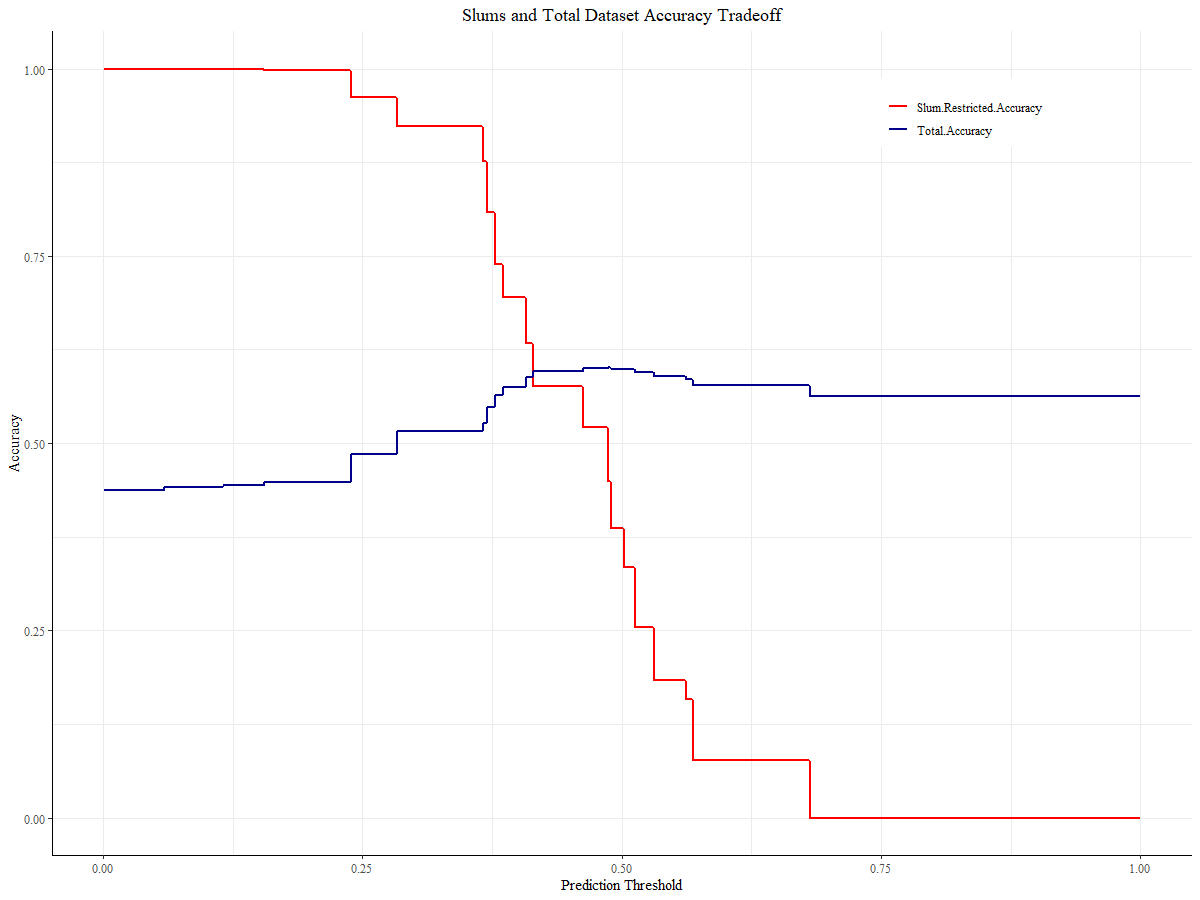 Slums and Total Dataset Accuracy Tradeoff
1.00
0.75
0.50
0.25
0.00
Accuracy
Slum.Restricted.Accuracy
Total.Accuracy
0.00 0.25 0.50 0.75 1.00
Prediction Threshold